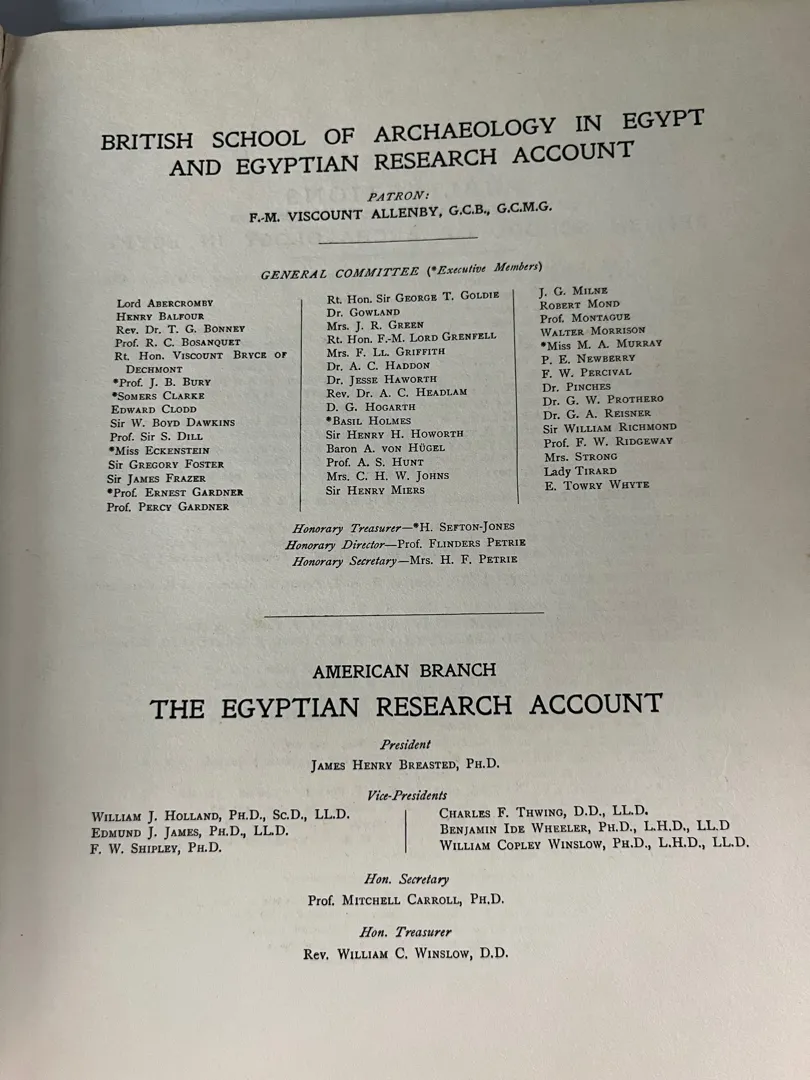 BRITISH SCHOOL OF ARCHAEOLOGY IN EGYPT
AND EGYPTIAN RESEARCH ACCOUNT
PATRON:
F.-M. VISCOUNT ALLENBY, G.C.B., G.C.M.G.
GENERAL COMMITTEE (*Executive Members)
Lord ABERCROMBY
HENRY BALFOUR
Rev. Dr. T. G. BONNEY
Prof. R. C. BOSANQUET
Rt. Hon. VISCOUNT BRYCE OF
DECHMONT
*Prof. J. B. BURY
*SOMERS CLARKE
EDWARD CLODD
Sir W. BOYD DAWKINS
Prof. Sir S. DILL
*Miss ECKENSTEIN
Sir GREGORY FOSTER
Sir JAMES FRAZER
*Prof. ERNEST GARDNER
Prof. PERCY GARDNER
Rt. Hon. Sir GEORGE T. GOLDIE
Dr. GOWLAND
Mrs. J. R. GREEN
Rt. Hon. F.-M. LORD GRENFELL
Mrs. F. LL. GRIFFITH
Dr. A. C. HADDON
Dr. JESSE HAWORTH
Rev. Dr. A. C. HEADLAM
D. G. HOGARTH
*BASIL HOLMES
Sir HENRY H. HOWORTH
Baron A. VON HÜGEL
Prof. A. S. HUNT
Mrs. C. H. W. JOHNS
Sir HENRY MIERS
J. G. MILNE
ROBERT MOND
Prof. MONTAGUE
WALTER MORRISON
*Miss M. A. MURRAY
P. E. NEWBERRY
F. W. PERCIVAL
Dr. PINCHES
Dr. G. W. PROTHERO
Dr. G. A. REISNER
Sir WILLIAM RICHMOND
Prof. F. W. RIDGEWAY
Mrs. STRONG
Lady TIRARD
E. TOWRY WHYTE
Honorary Treasurer—*H. SEFTON-JONES
Honorary Director—Prof. FLINDERS PETRIE
Honorary Secretary—Mrs. H. F. PETRIE
AMERICAN BRANCH
THE EGYPTIAN RESEARCH ACCOUNT
President
JAMES HENRY BREASTED, PH.D.
Vice-Presidents
WILLIAM J. HOLLAND, PH.D., SC.D., LL.D.
EDMUND J. JAMES, PH.D., LL.D.
F. W. SHIPLEY, PH.D.
CHARLES F. THWING, D.D., LL.D.
BENJAMIN IDE WHEELER, PH.D., L.H.D., LL.D
WILLIAM COPLEY WINSLOW, PH.D., L.H.D., LL.D.
Hon. Secretary
Prof. MITCHELL CARROLL, PH.D.
Hon. Treasurer
Rev. WILLIAM C. WINSLOW, D.D.